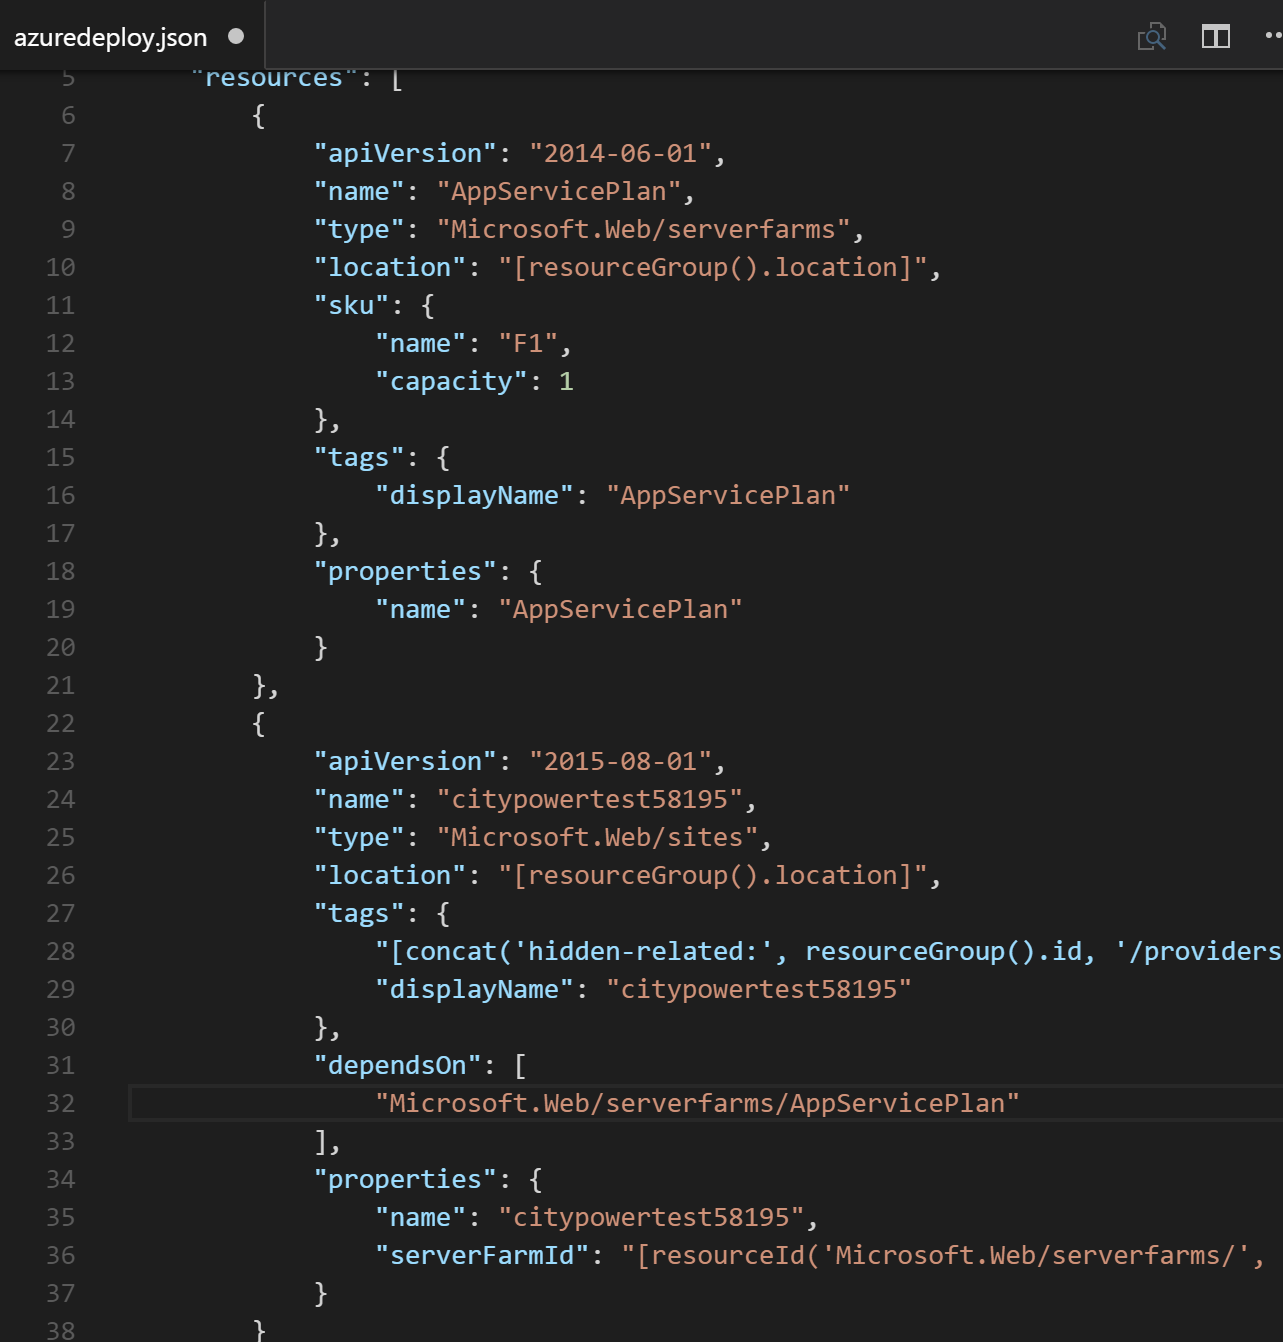 azuredeploy.json
5 "resources": [
6 {
7 "apiVersion": "2014-06-01",
8 "name": "AppServicePlan",
9 "type": "Microsoft.Web/serverfarms",
10 "location": "[resourceGroup().location]",
11 "sku": {
12 "name": "F1",
13 "capacity": 1
14 },
15 "tags": {
16 "displayName": "AppServicePlan"
17 },
18 "properties": {
19 "name": "AppServicePlan"
20 }
21 },
22 {
23 "apiVersion": "2015-08-01",
24 "name": "citypowertest58195",
25 "type": "Microsoft.Web/sites",
26 "location": "[resourceGroup().location]",
27 "tags": {
28 "[concat('hidden-related:', resourceGroup().id, '/providers
29 "displayName": "citypowertest58195"
30 },
31 "dependsOn": [
32 "Microsoft.Web/serverfarms/AppServicePlan"
33 ],
34 "properties": {
35 "name": "citypowertest58195",
36 "serverFarmId": "[resourceId('Microsoft.Web/serverfarms/',
37 }
38 }